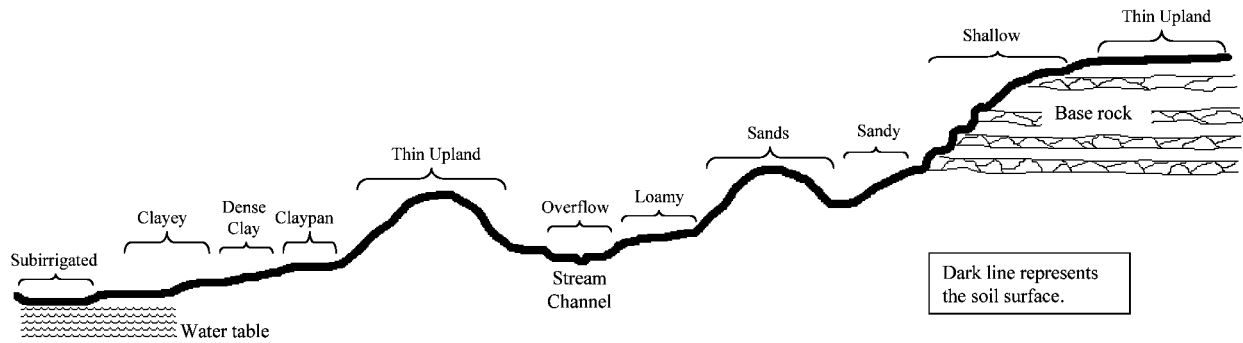 Subirrigated
Clayey
Dense
Clay
Claypan
Thin Upland
Overflow
Loamy
Sands
Sandy
Shallow
Thin Upland
Base rock
Stream
Channel
Water table
Dark line represents
the soil surface.